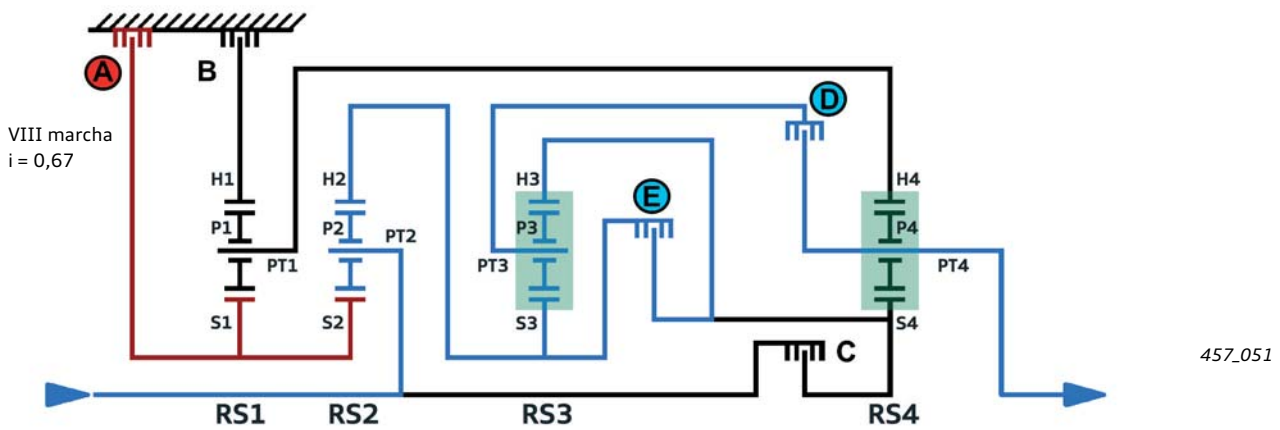 A
B
D
VIII marcha
i = 0,67
H1
H2
H3
H4
E
P1
P2
PT2
P3
P4
PT1
PT3
PT4
S1
S2
S3
S4
C
457_051
RS1
RS2
RS3
RS4